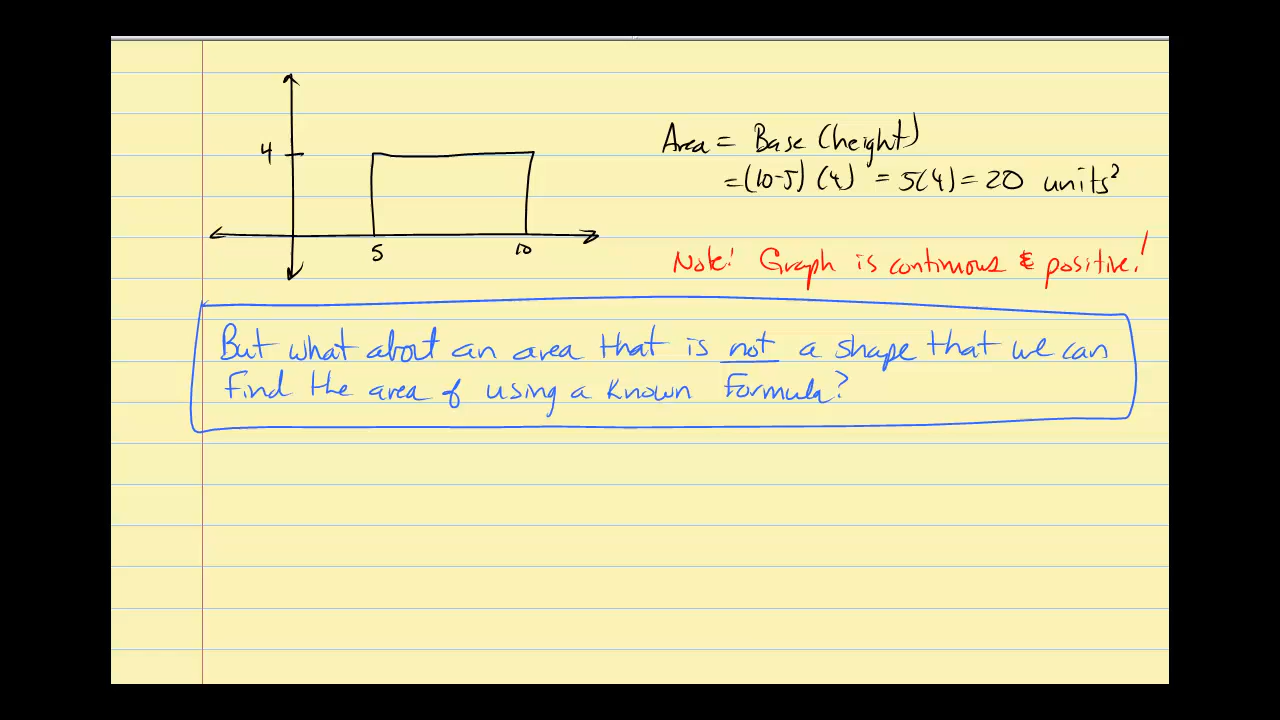 4
5
10
Area = Base (height)
=(10-5)(4) = 5(4) = 20 units²
Note! Graph is continuous & positive!
But what about an area that is not a shape that we can
find the area of using a known formula?